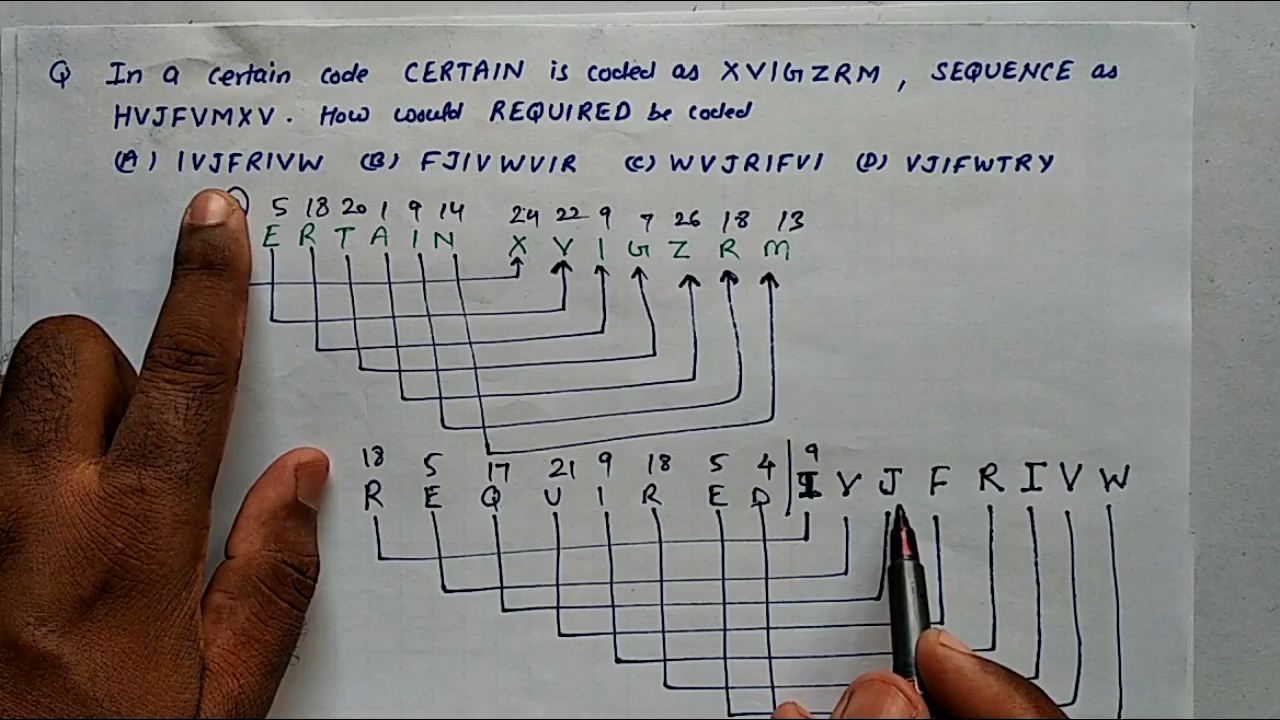 Q In a certain code CERTAIN is coded as XVIGZRM, SEQUENCE as
HVJFVMXV. How would REQUIRED be coded
(A) IVJFRIVW (B) FJIVWVIR (C) WVJRIFVI (D) VJIFWTRY
5 18 20 1 9 14 24 22 9 7 26 18 13
E R T A I N X V I G Z R M
18 5 17 21 9 18 5 4 9
R E Q U I R E D I V J F R I V W